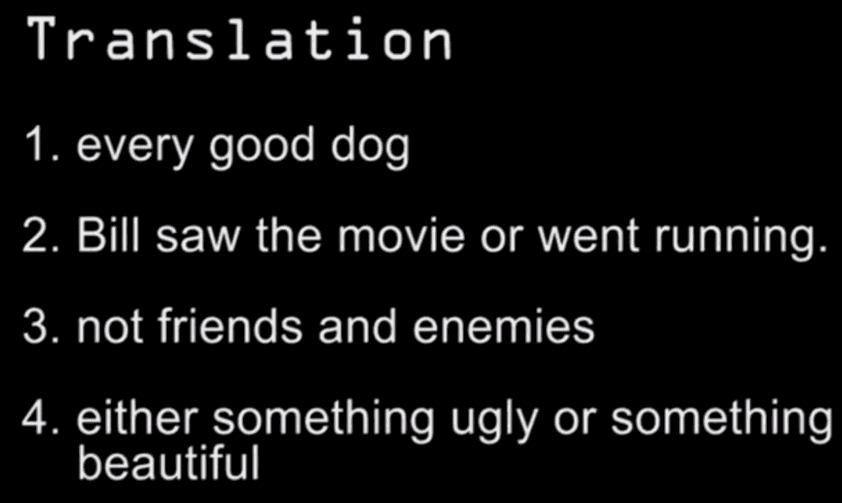 Translation
1. every good dog
2. Bill saw the movie or went running.
3. not friends and enemies
4. either something ugly or something
beautiful